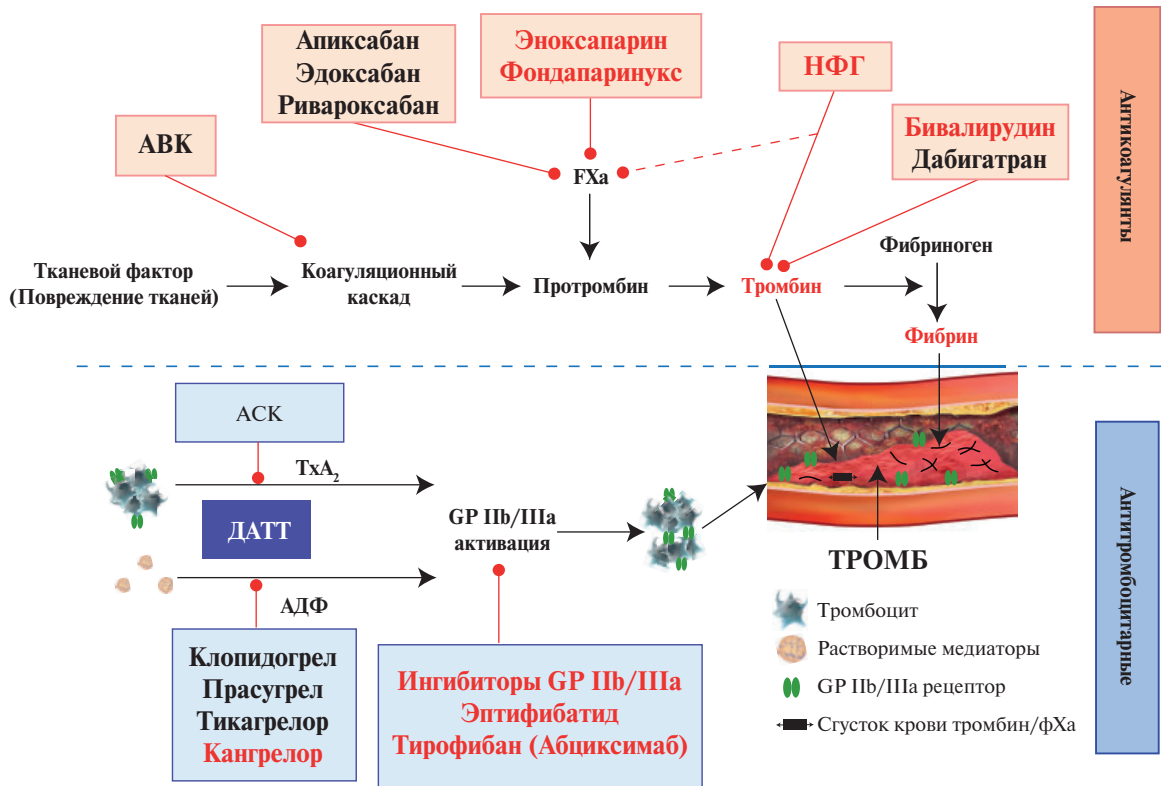 Апиксабан
Эдоксабан
Ривароксабан
Эноксапарин
Фондапаринукс
НФГ
АВК
Бивалирудин
Дабигатран
FXa
Тканевой фактор
(Повреждение тканей)
Коагуляционный
каскад
Протромбин
Тромбин
Фибриноген
Фибрин
Антикоагулянты
АСК
TxA₂
ДАТТ
АДФ
GP IIb/IIIa
активация
Клопидогрел
Прасугрел
Тикагрелор
Кангрелор
Ингибиторы GP IIb/IIIa
Эптифибатид
Тирофибан (Абциксимаб)
ТРОМБ
Тромбоцит
Растворимые медиаторы
GP IIb/IIIa рецептор
Сгусток крови тромбин/фХа
Антитромбоцитарные